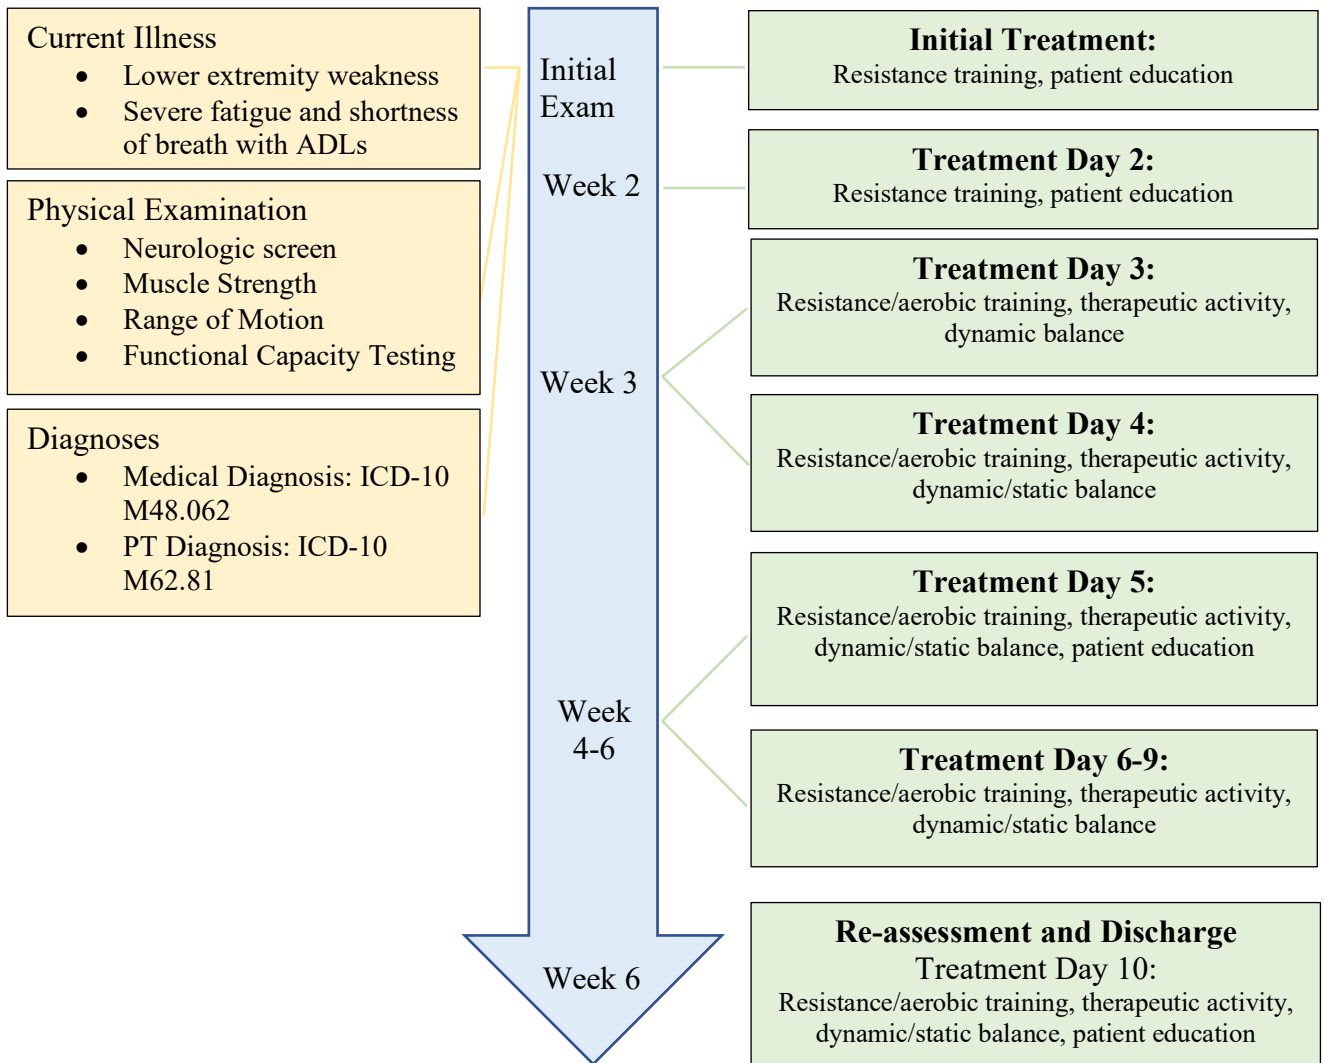 Current Illness
• Lower extremity weakness
• Severe fatigue and shortness
of breath with ADLs
Physical Examination
• Neurologic screen
• Muscle Strength
• Range of Motion
• Functional Capacity Testing
Diagnoses
• Medical Diagnosis: ICD-10
M48.062
• PT Diagnosis: ICD-10
M62.81
Initial
Exam
Week 2
Week 3
Week
4-6
Week 6
Initial Treatment:
Resistance training, patient education
Treatment Day 2:
Resistance training, patient education
Treatment Day 3:
Resistance/aerobic training, therapeutic activity,
dynamic balance
Treatment Day 4:
Resistance/aerobic training, therapeutic activity,
dynamic/static balance
Treatment Day 5:
Resistance/aerobic training, therapeutic activity,
dynamic/static balance, patient education
Treatment Day 6-9:
Resistance/aerobic training, therapeutic activity,
dynamic/static balance
Re-assessment and Discharge
Treatment Day 10:
Resistance/aerobic training, therapeutic activity,
dynamic/static balance, patient education